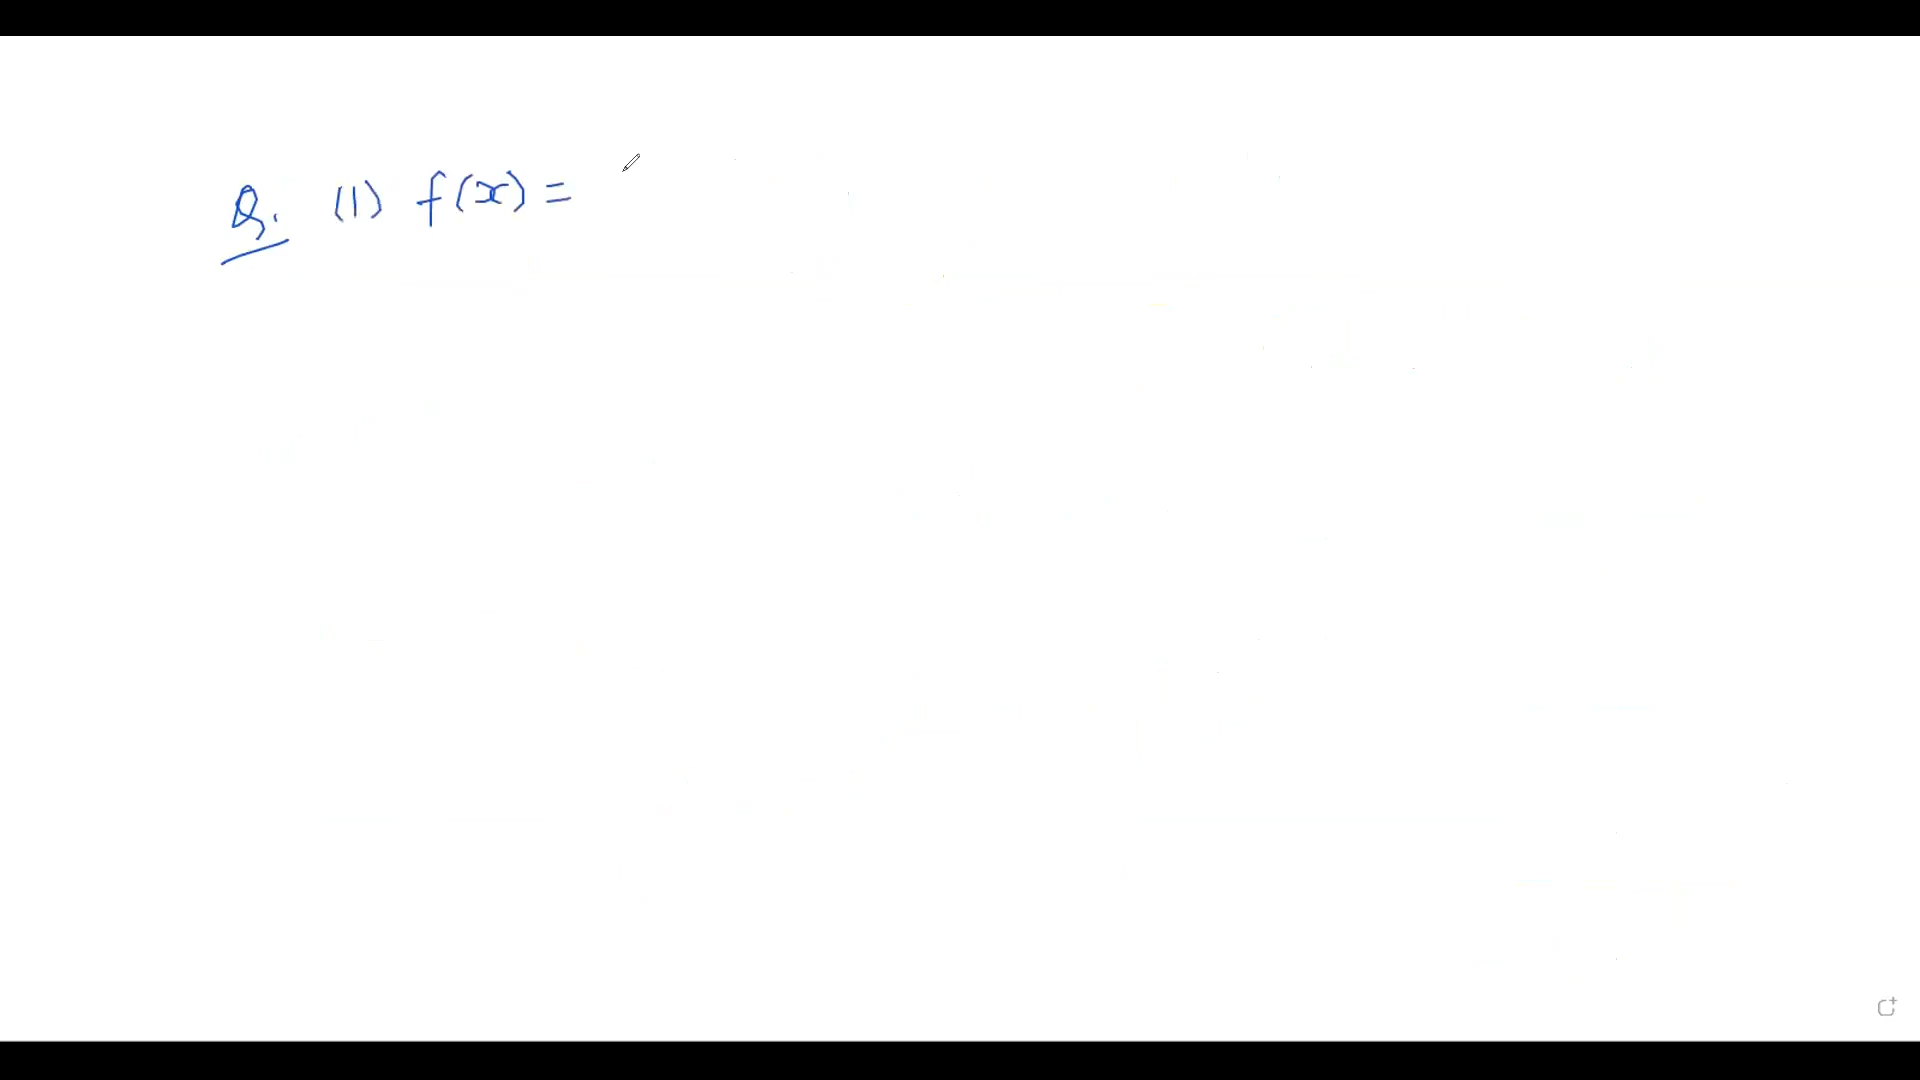 Q. (1) f(x) =